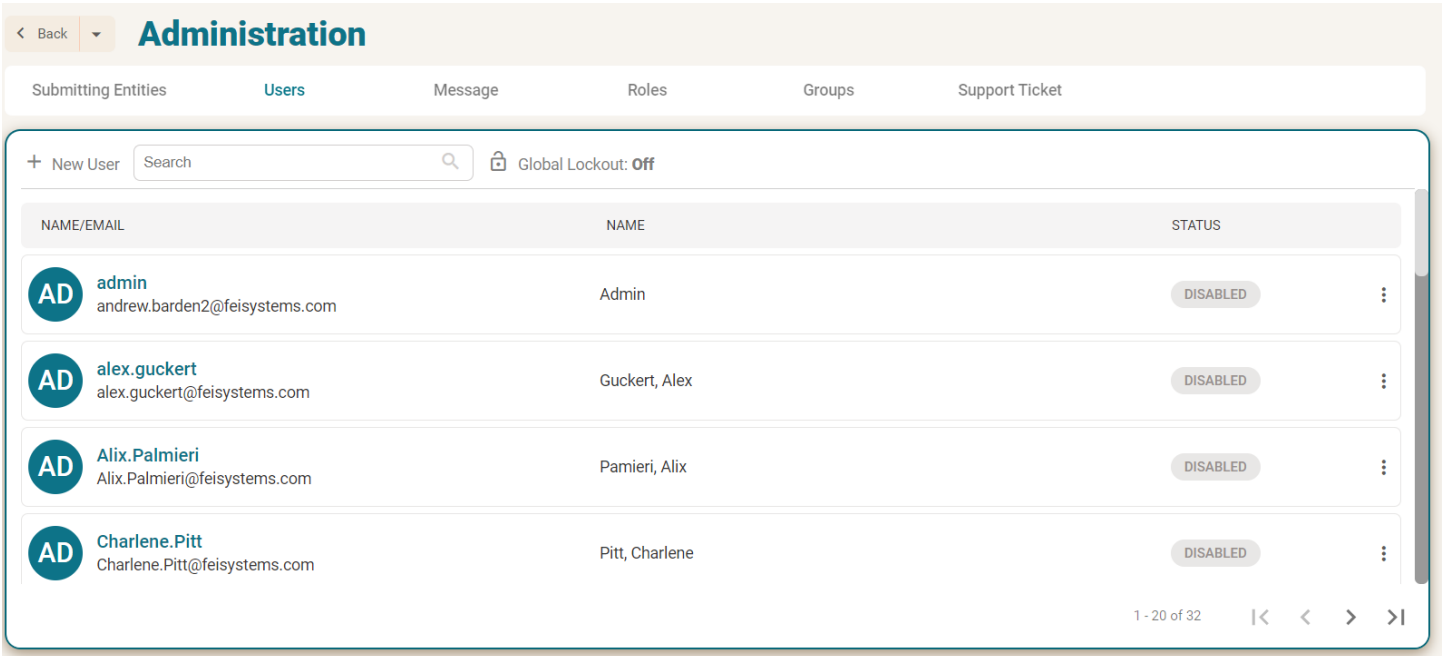 Back
Administration
Submitting Entities Users Message Roles Groups Support Ticket
New User Search Global Lockout: Off
NAME/EMAIL NAME STATUS
AD admin Admin DISABLED
andrew.barden2@feisystems.com
AD alex.guckert Guckert, Alex DISABLED
alex.guckert@feisystems.com
AD Alix.Palmieri Pamieri, Alix DISABLED
Alix.Palmieri@feisystems.com
AD Charlene.Pitt Pitt, Charlene DISABLED
Charlene.Pitt@feisystems.com
1 - 20 of 32